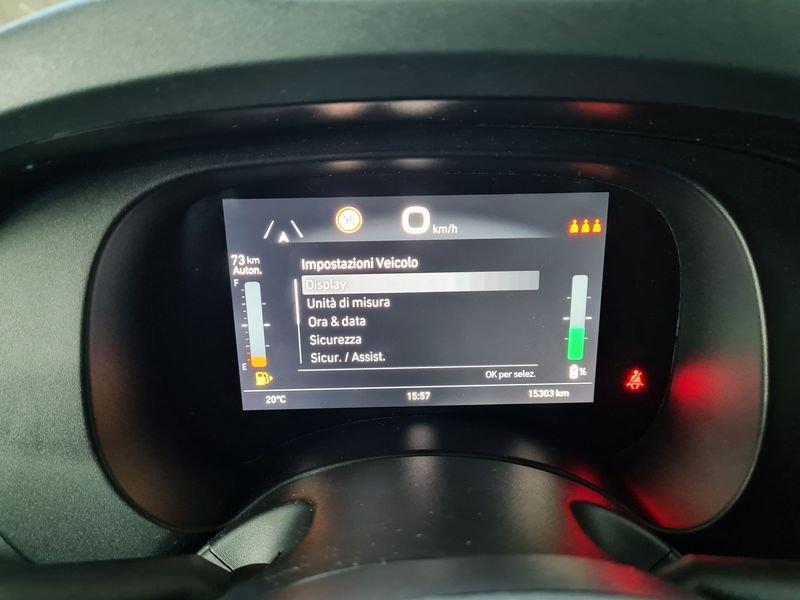 0 km/h
73 km
Auton.
F
E
Impostazioni Veicolo
Display
Unità di misura
Ora & data
Sicurezza
Sicur. / Assist.
OK per selez.
%
20°C
15:57
15303 km